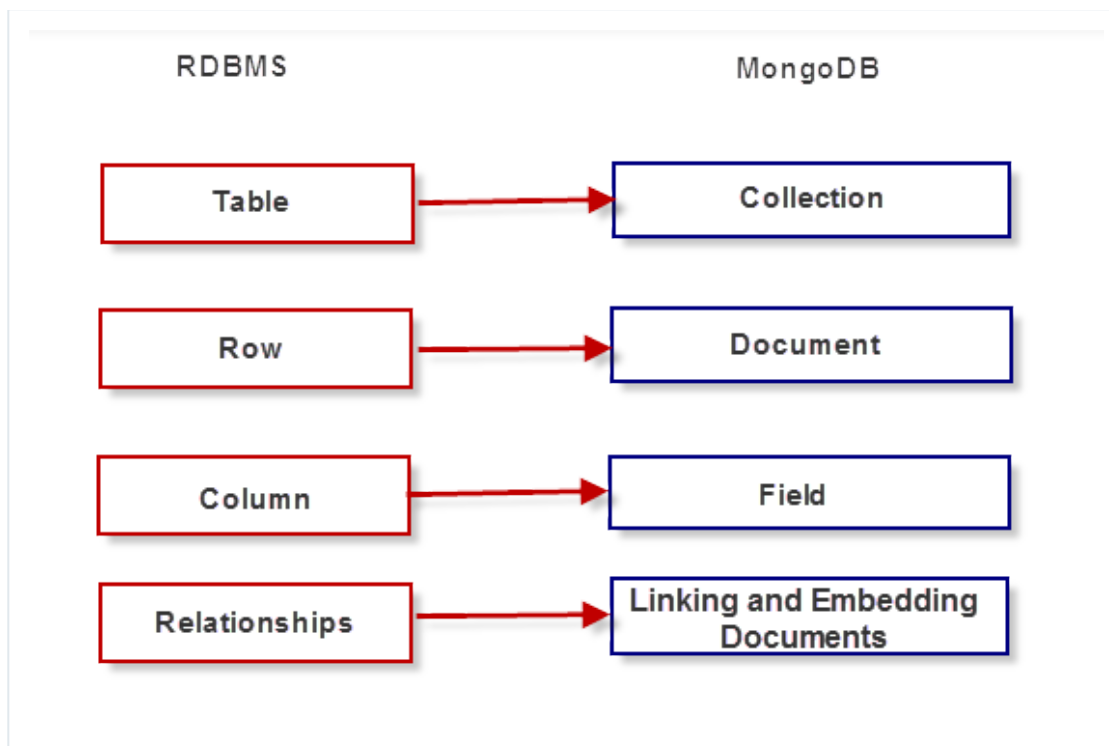 RDBMS
MongoDB
Table
Collection
Row
Document
Column
Field
Relationships
Linking and Embedding
Documents